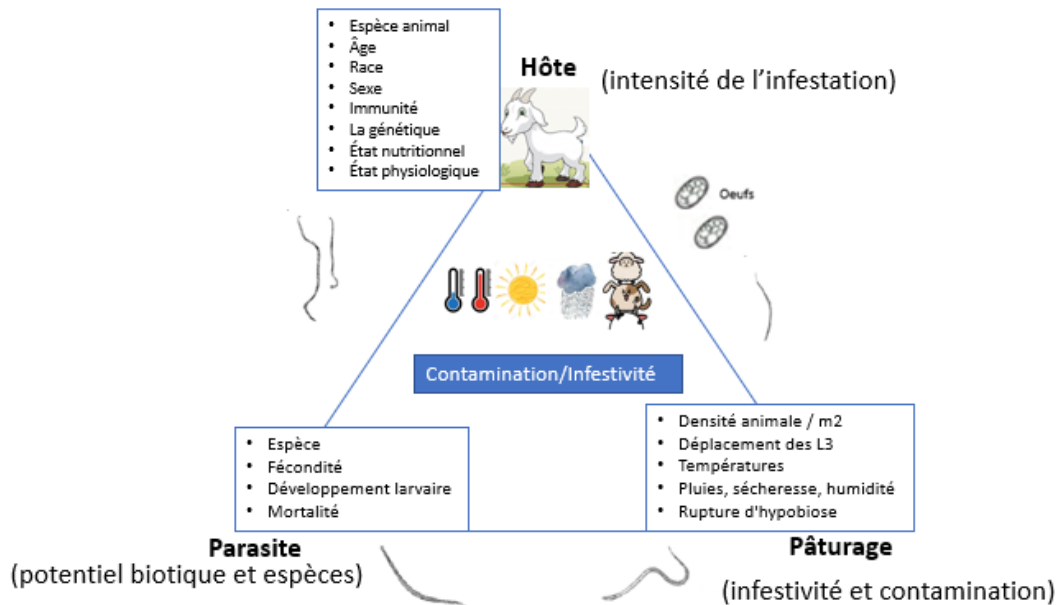 • Espèce animal
• Âge
• Race
• Sexe
• Immunité
• La génétique
• État nutritionnel
• État physiologique
Hôte
(intensité de l’infestation)
Oeufs
Contamination/Infestivité
• Espèce
• Fécondité
• Développement larvaire
• Mortalité
• Densité animale / m2
• Déplacement des L3
• Températures
• Pluies, sécheresse, humidité
• Rupture d'hypobiose
Parasite
(potentiel biotique et espèces)
Pâturage
(infestivité et contamination)